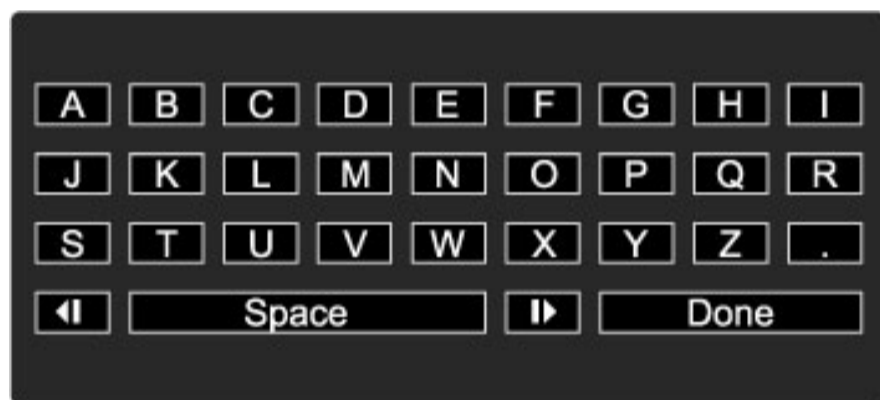 A B C D E F G H I
J K L M N O P Q R
S T U V W X Y Z .
Space Done